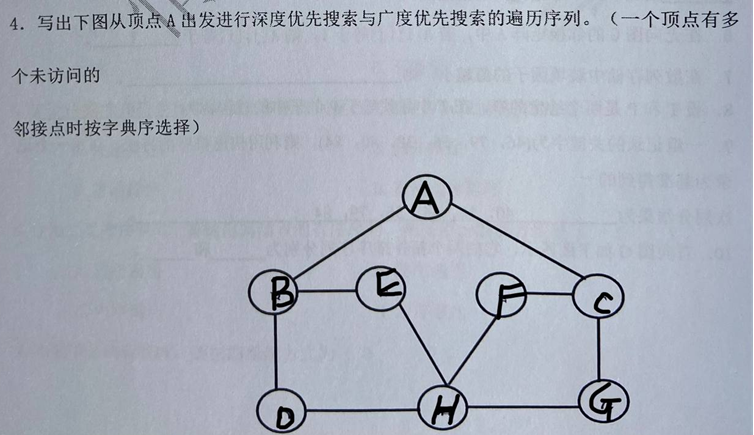 4. 写出下图从顶点 A 出发进行深度优先搜索与广度优先搜索的遍历序列。（一个顶点有多
个未访问的
邻接点时按字典序选择）
A
B E F C
D H G